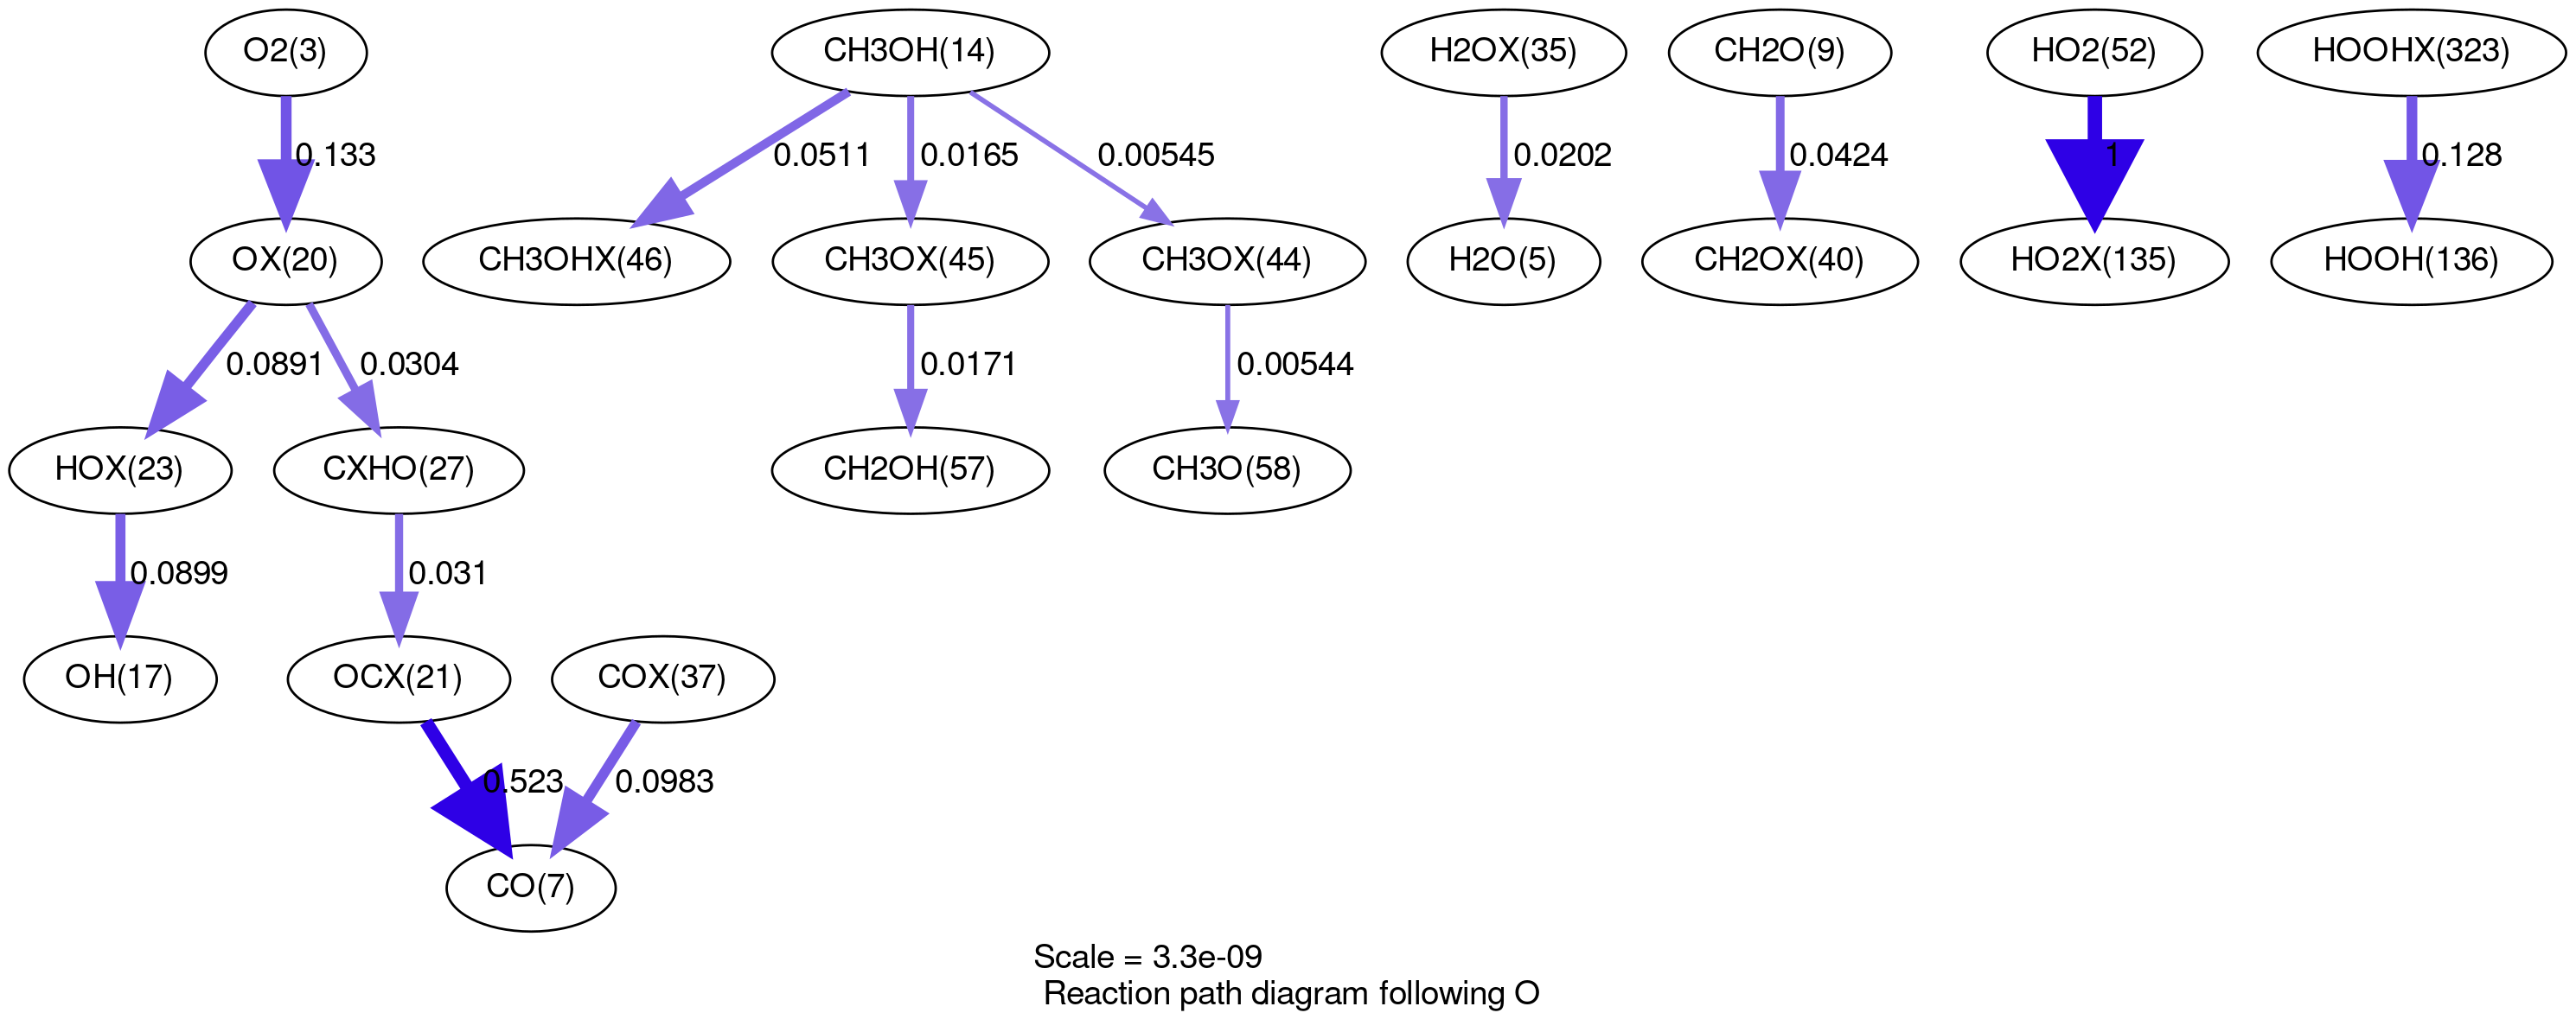 O2(3)
CH3OH(14)
H2OX(35)
CH2O(9)
HO2(52)
HOOHX(323)
0.133
0.0511
0.0165
0.00545
0.0202
0.0424
1
0.128
OX(20)
CH3OHX(46)
CH3OX(45)
CH3OX(44)
H2O(5)
CH2OX(40)
HO2X(135)
HOOH(136)
0.0891
0.0304
0.0171
0.00544
HOX(23)
CXHO(27)
CH2OH(57)
CH3O(58)
0.0899
0.031
OH(17)
OCX(21)
COX(37)
0.523
0.0983
CO(7)
Scale = 3.3e-09
Reaction path diagram following O